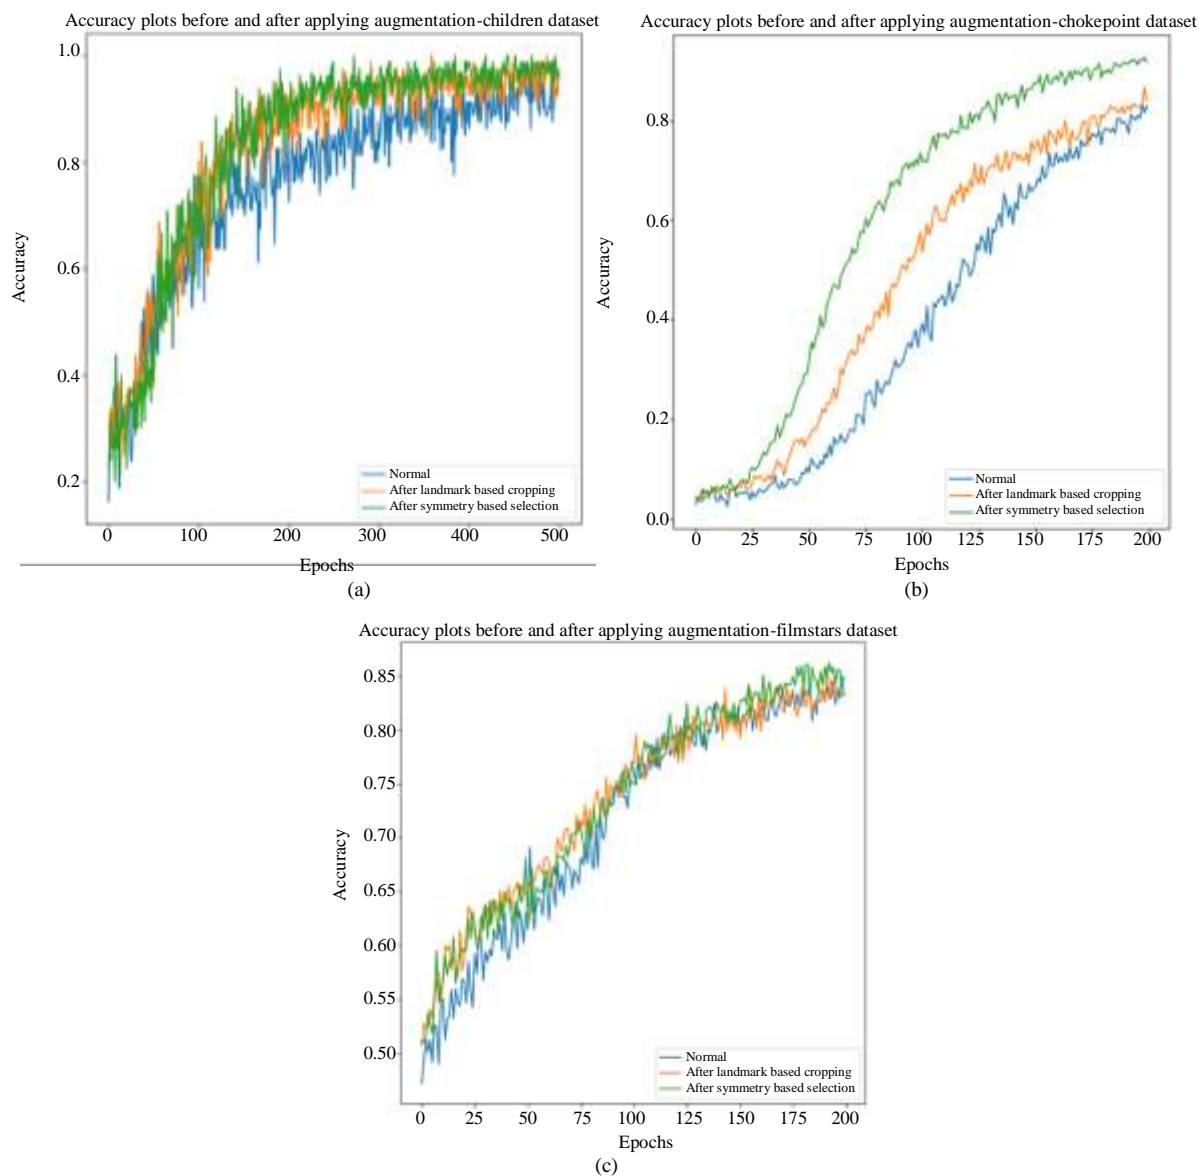 Accuracy plots before and after applying augmentation-children dataset
1.0
0.8
0.6
0.4
0.2
Accuracy
Normal
After landmark based cropping
After symmetry based selection
0 100 200 300 400 500
Epochs
(a)
Accuracy plots before and after applying augmentation-chokepoint dataset
0.8
0.6
0.4
0.2
0.0
Accuracy
Normal
After landmark based cropping
After symmetry based selection
0 25 50 75 100 125 150 175 200
Epochs
(b)
Accuracy plots before and after applying augmentation-filmstars dataset
0.85
0.80
0.75
0.70
0.65
0.60
0.55
0.50
Accuracy
Normal
After landmark based cropping
After symmetry based selection
0 25 50 75 100 125 150 175 200
Epochs
(c)